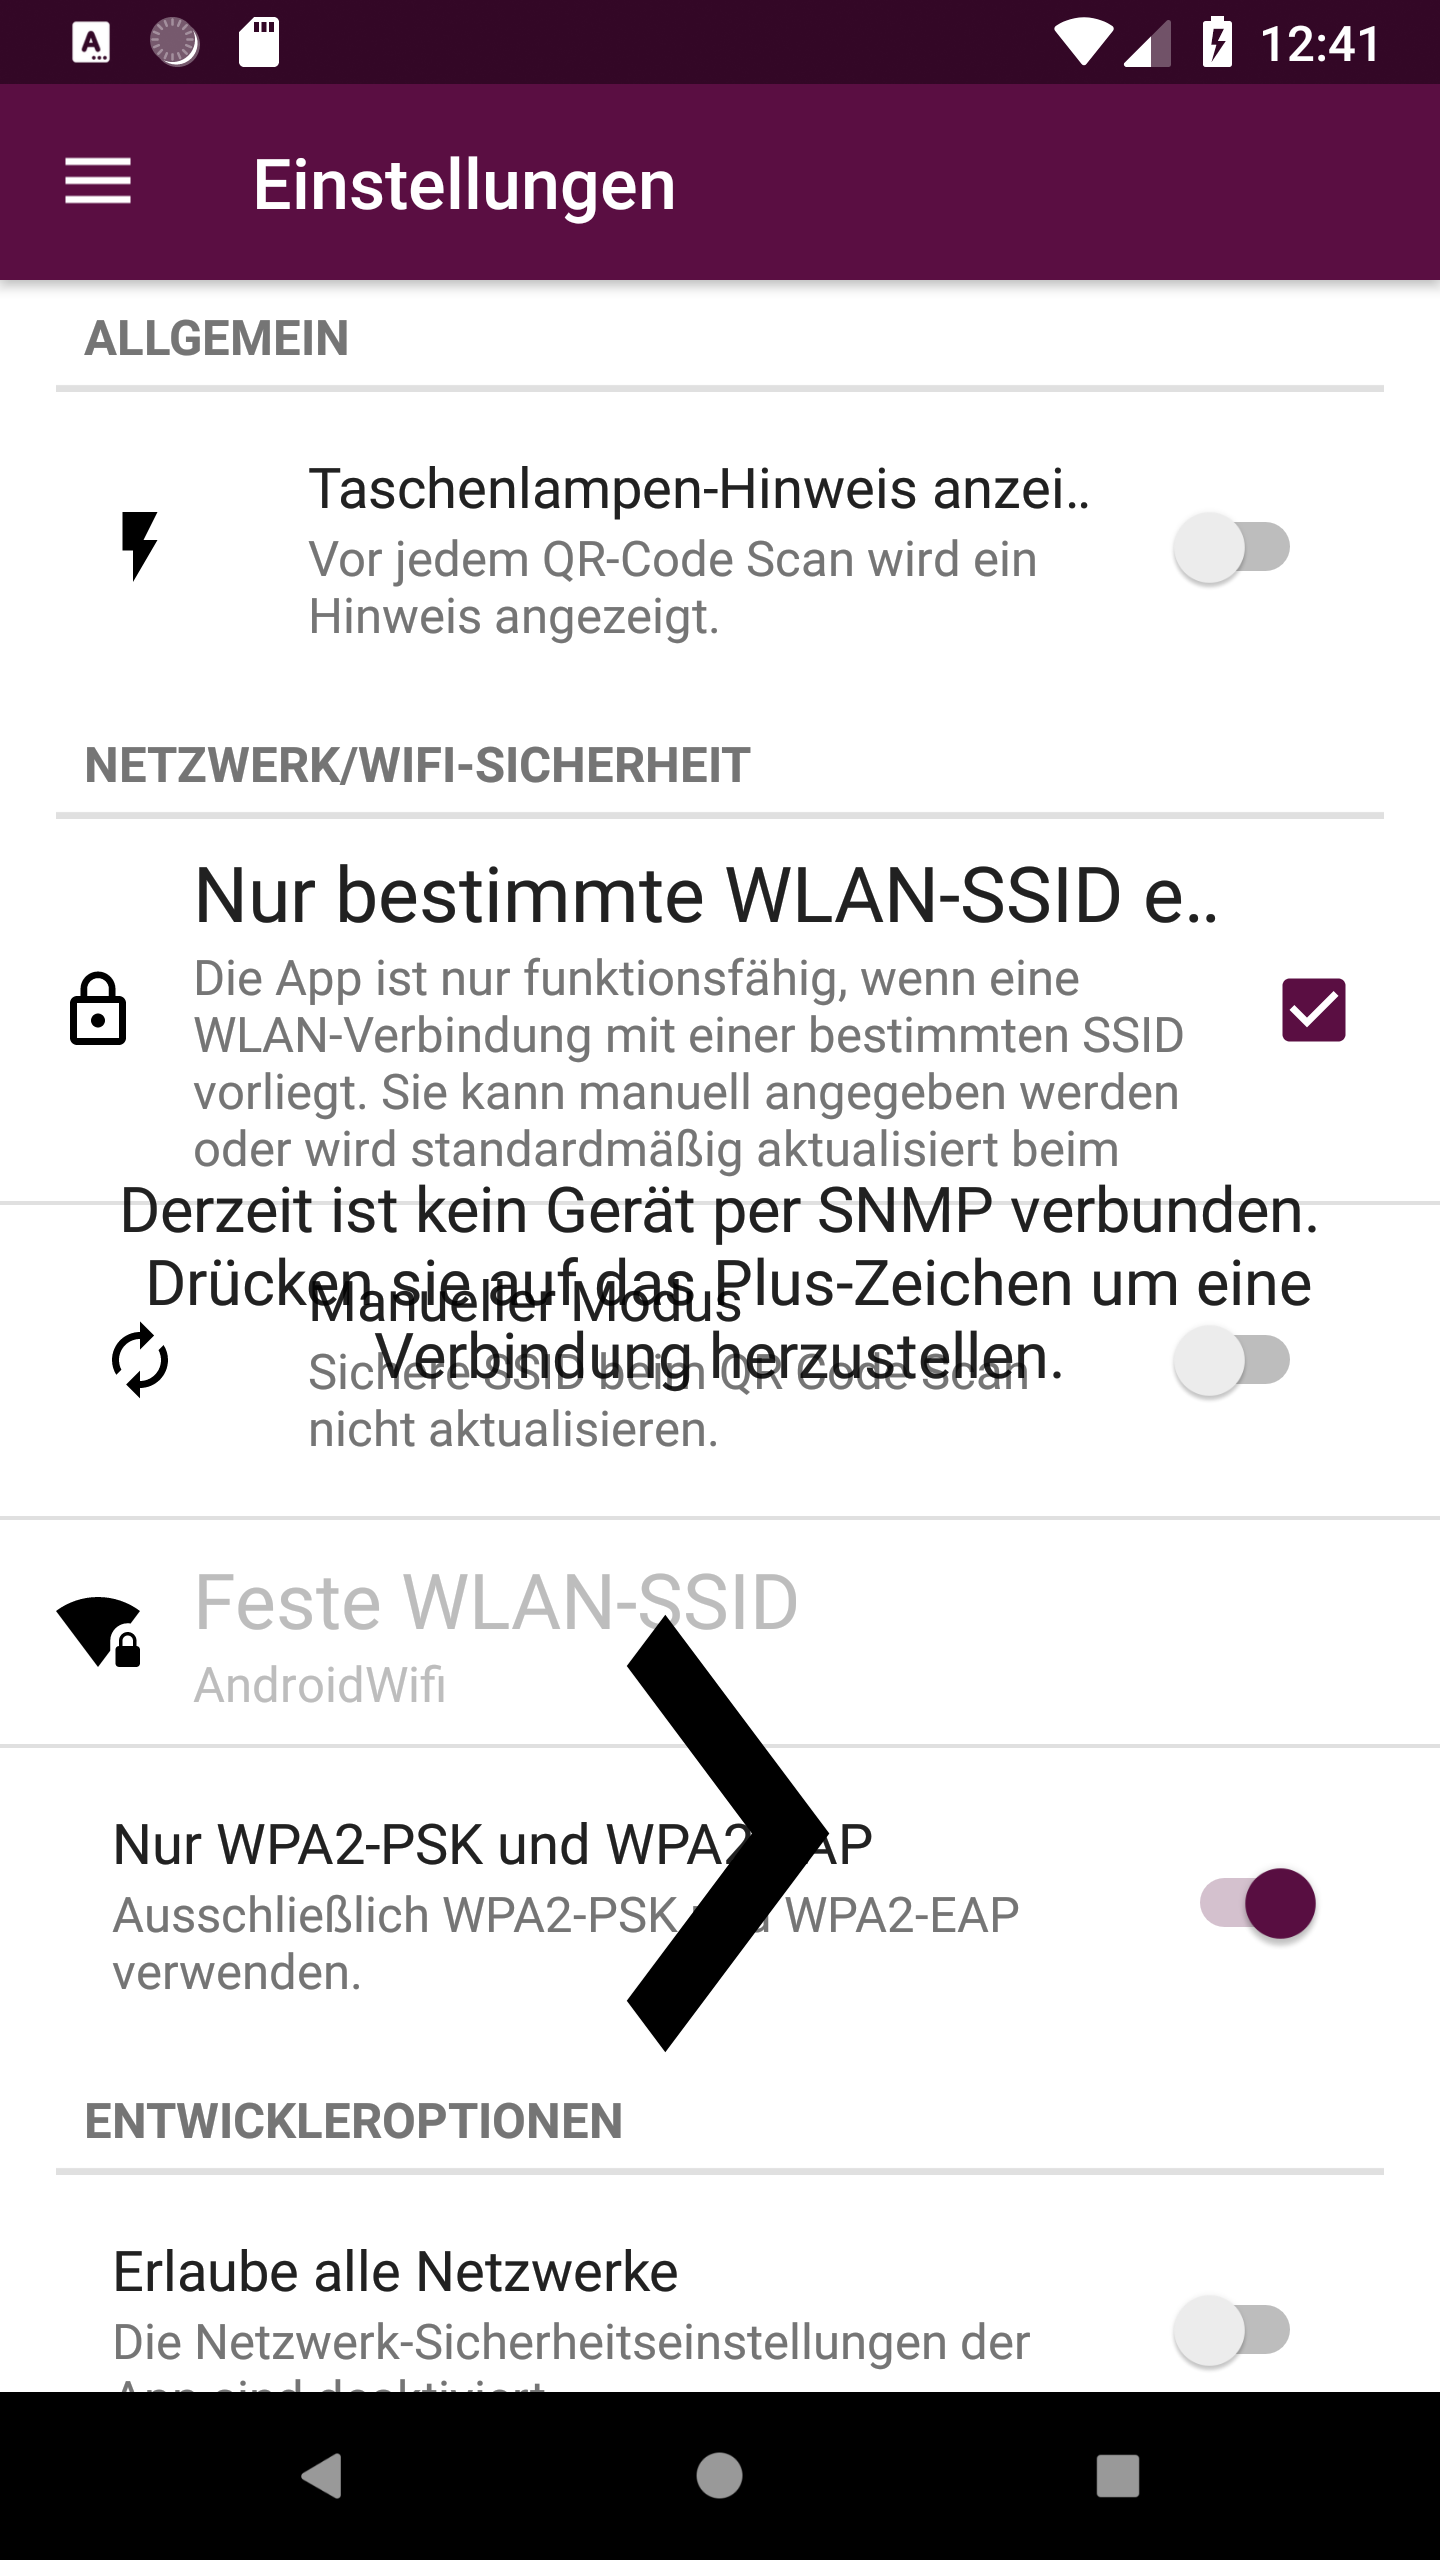 12:41
Einstellungen
ALLGEMEIN
Taschenlampen-Hinweis anzei..
Vor jedem QR-Code Scan wird ein
Hinweis angezeigt.
NETZWERK/WIFI-SICHERHEIT
Nur bestimmte WLAN-SSID e..
Die App ist nur funktionsfähig, wenn eine
WLAN-Verbindung mit einer bestimmten SSID
vorliegt. Sie kann manuell angegeben werden
oder wird standardmäßig aktualisiert beim
Derzeit ist kein Gerät per SNMP verbunden.
Drücken sie auf das Plus-Zeichen um eine
Verbindung herzustellen.
Manueller Modus
Sichere SSID beim QR Code Scan
nicht aktualisieren.
Feste WLAN-SSID
AndroidWifi
Nur WPA2-PSK und WPA2-EAP
Ausschließlich WPA2-PSK und WPA2-EAP
verwenden.
ENTWICKLEROPTIONEN
Erlaube alle Netzwerke
Die Netzwerk-Sicherheitseinstellungen der
App sind deaktiviert.